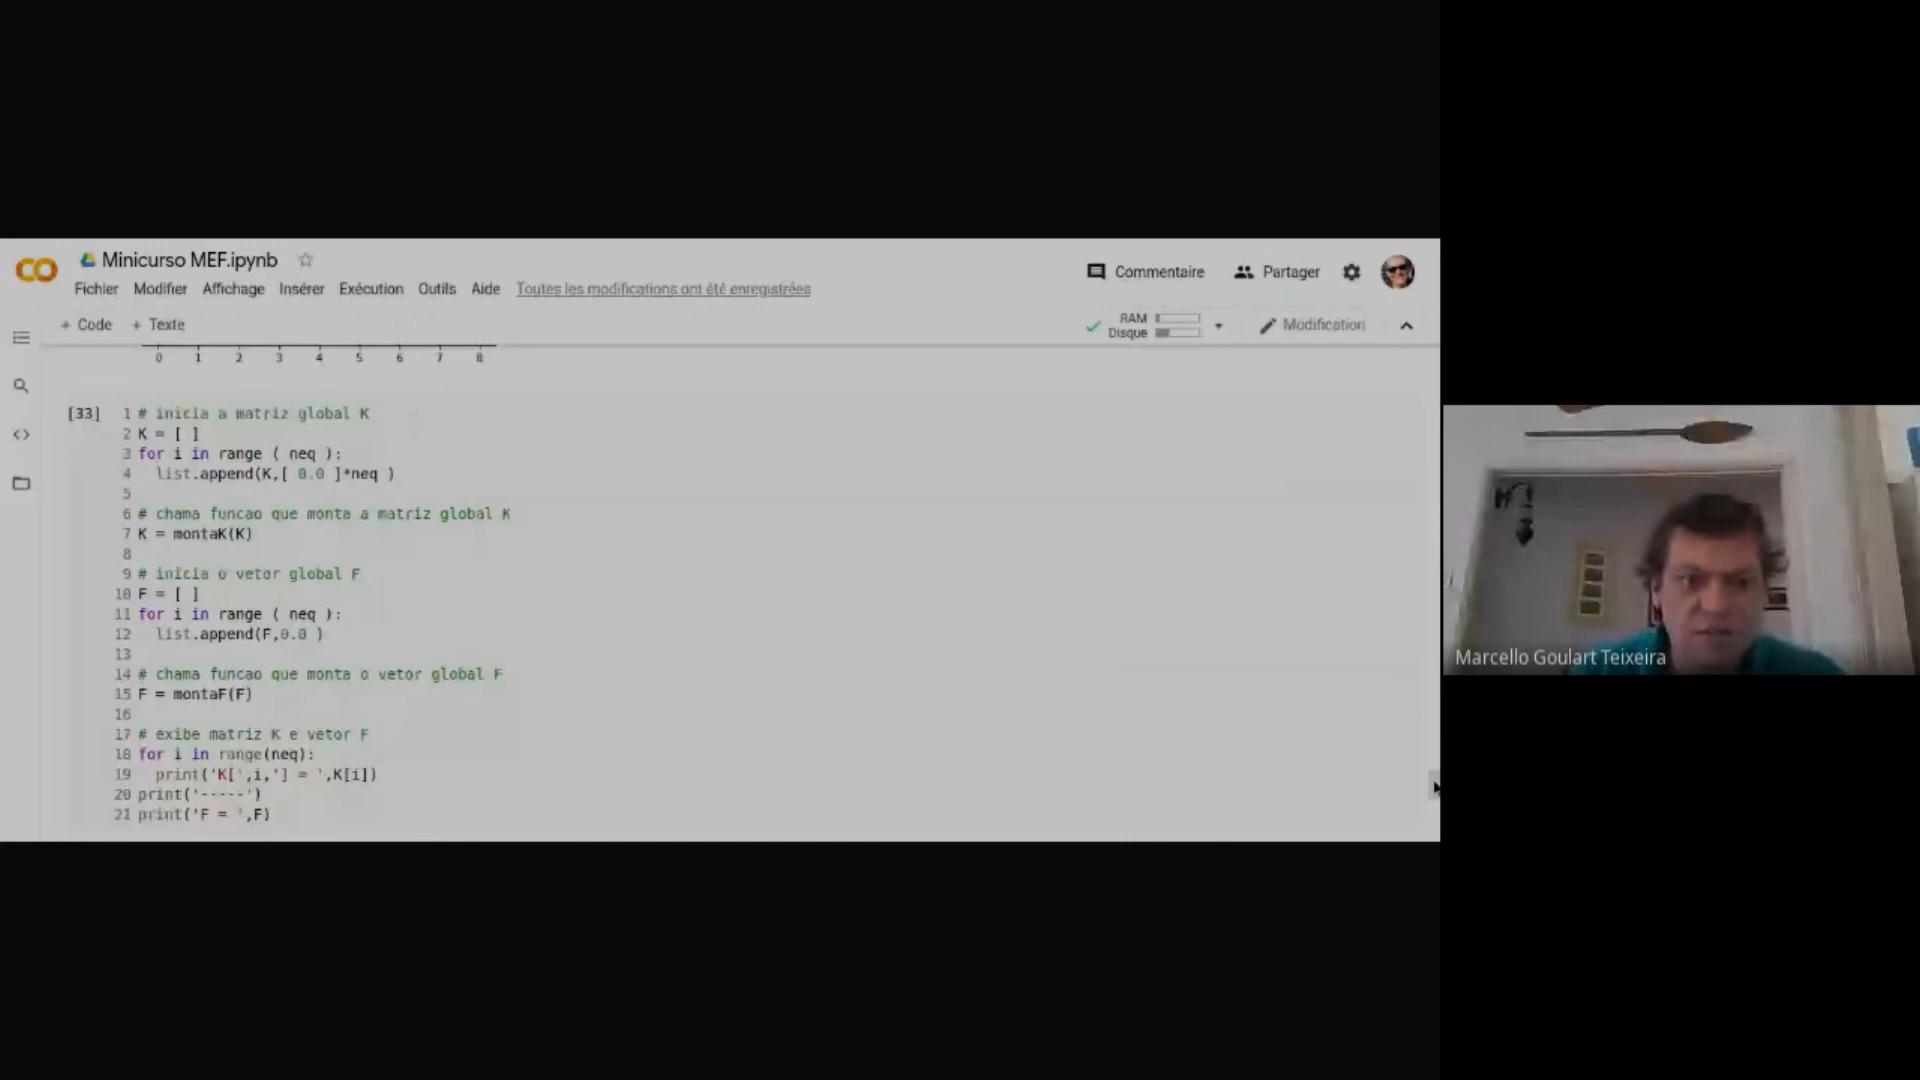 Minicurso MEF.ipynb
Fichier Modifier Affichage Insérer Exécution Outils Aide Toutes les modifications ont été enregistrées
Commentaire Partager
+ Code + Texte
RAM
Disque
Modification
0 1 2 3 4 5 6 7 8
[33]
1 # inicia a matriz global K
2 K = [ ]
3 for i in range ( neq ):
4   list.append(K,[ 0.0 ]*neq )
5
6 # chama funcao que monta a matriz global K
7 K = montaK(K)
8
9 # inicia o vetor global F
10 F = [ ]
11 for i in range ( neq ):
12   list.append(F,0.0 )
13
14 # chama funcao que monta o vetor global F
15 F = montaF(F)
16
17 # exibe matriz K e vetor F
18 for i in range(neq):
19   print('K[',i,'] = ',K[i])
20 print('-----')
21 print('F = ',F)
Marcello Goulart Teixeira